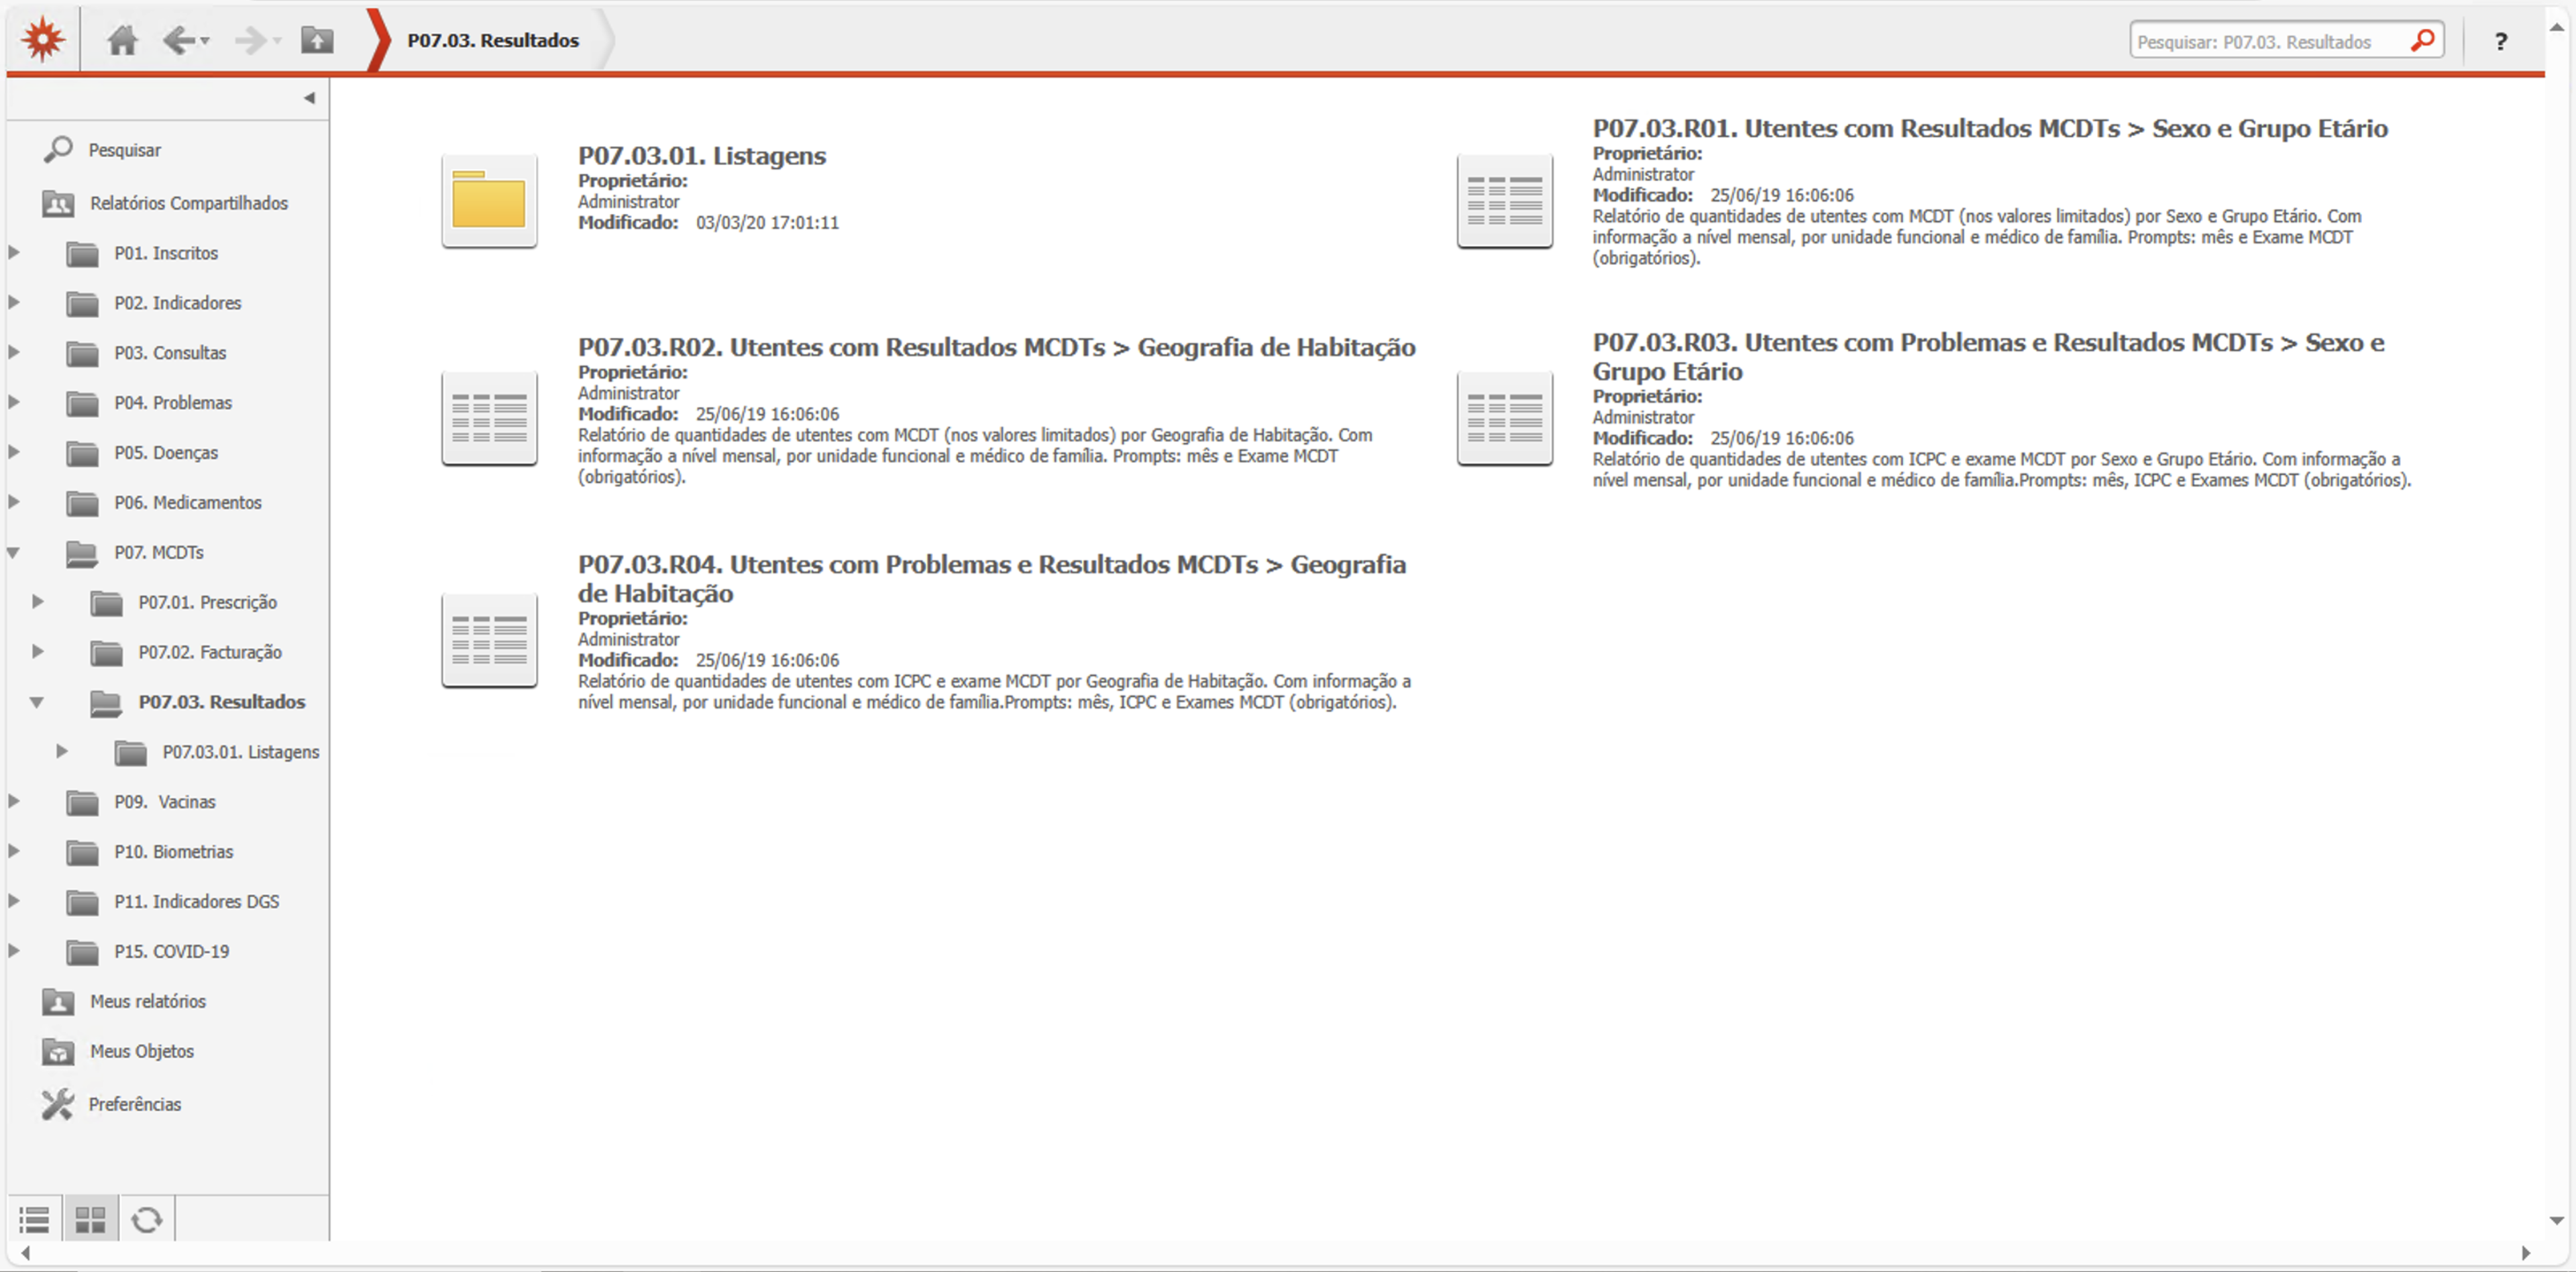 P07.03. Resultados
Pesquisar: P07.03. Resultados
?
Pesquisar
Relatórios Compartilhados
P01. Inscritos
P02. Indicadores
P03. Consultas
P04. Problemas
P05. Doenças
P06. Medicamentos
P07. MCDTs
P07.01. Prescrição
P07.02. Facturação
P07.03. Resultados
P07.03.01. Listagens
P09.  Vacinas
P10. Biometrias
P11. Indicadores DGS
P15. COVID-19
Meus relatórios
Meus Objetos
Preferências
P07.03.01. Listagens
Proprietário:
Administrator
Modificado: 03/03/20 17:01:11
P07.03.R01. Utentes com Resultados MCDTs > Sexo e Grupo Etário
Proprietário:
Administrator
Modificado: 25/06/19 16:06:06
Relatório de quantidades de utentes com MCDT (nos valores limitados) por Sexo e Grupo Etário. Com
informação a nível mensal, por unidade funcional e médico de família. Prompts: mês e Exame MCDT
(obrigatórios).
P07.03.R02. Utentes com Resultados MCDTs > Geografia de Habitação
Proprietário:
Administrator
Modificado: 25/06/19 16:06:06
Relatório de quantidades de utentes com MCDT (nos valores limitados) por Geografia de Habitação. Com
informação a nível mensal, por unidade funcional e médico de família. Prompts: mês e Exame MCDT
(obrigatórios).
P07.03.R03. Utentes com Problemas e Resultados MCDTs > Sexo e
Grupo Etário
Proprietário:
Administrator
Modificado: 25/06/19 16:06:06
Relatório de quantidades de utentes com ICPC e exame MCDT por Sexo e Grupo Etário. Com informação a
nível mensal, por unidade funcional e médico de família.Prompts: mês, ICPC e Exames MCDT (obrigatórios).
P07.03.R04. Utentes com Problemas e Resultados MCDTs > Geografia
de Habitação
Proprietário:
Administrator
Modificado: 25/06/19 16:06:06
Relatório de quantidades de utentes com ICPC e exame MCDT por Geografia de Habitação. Com informação a
nível mensal, por unidade funcional e médico de família.Prompts: mês, ICPC e Exames MCDT (obrigatórios).